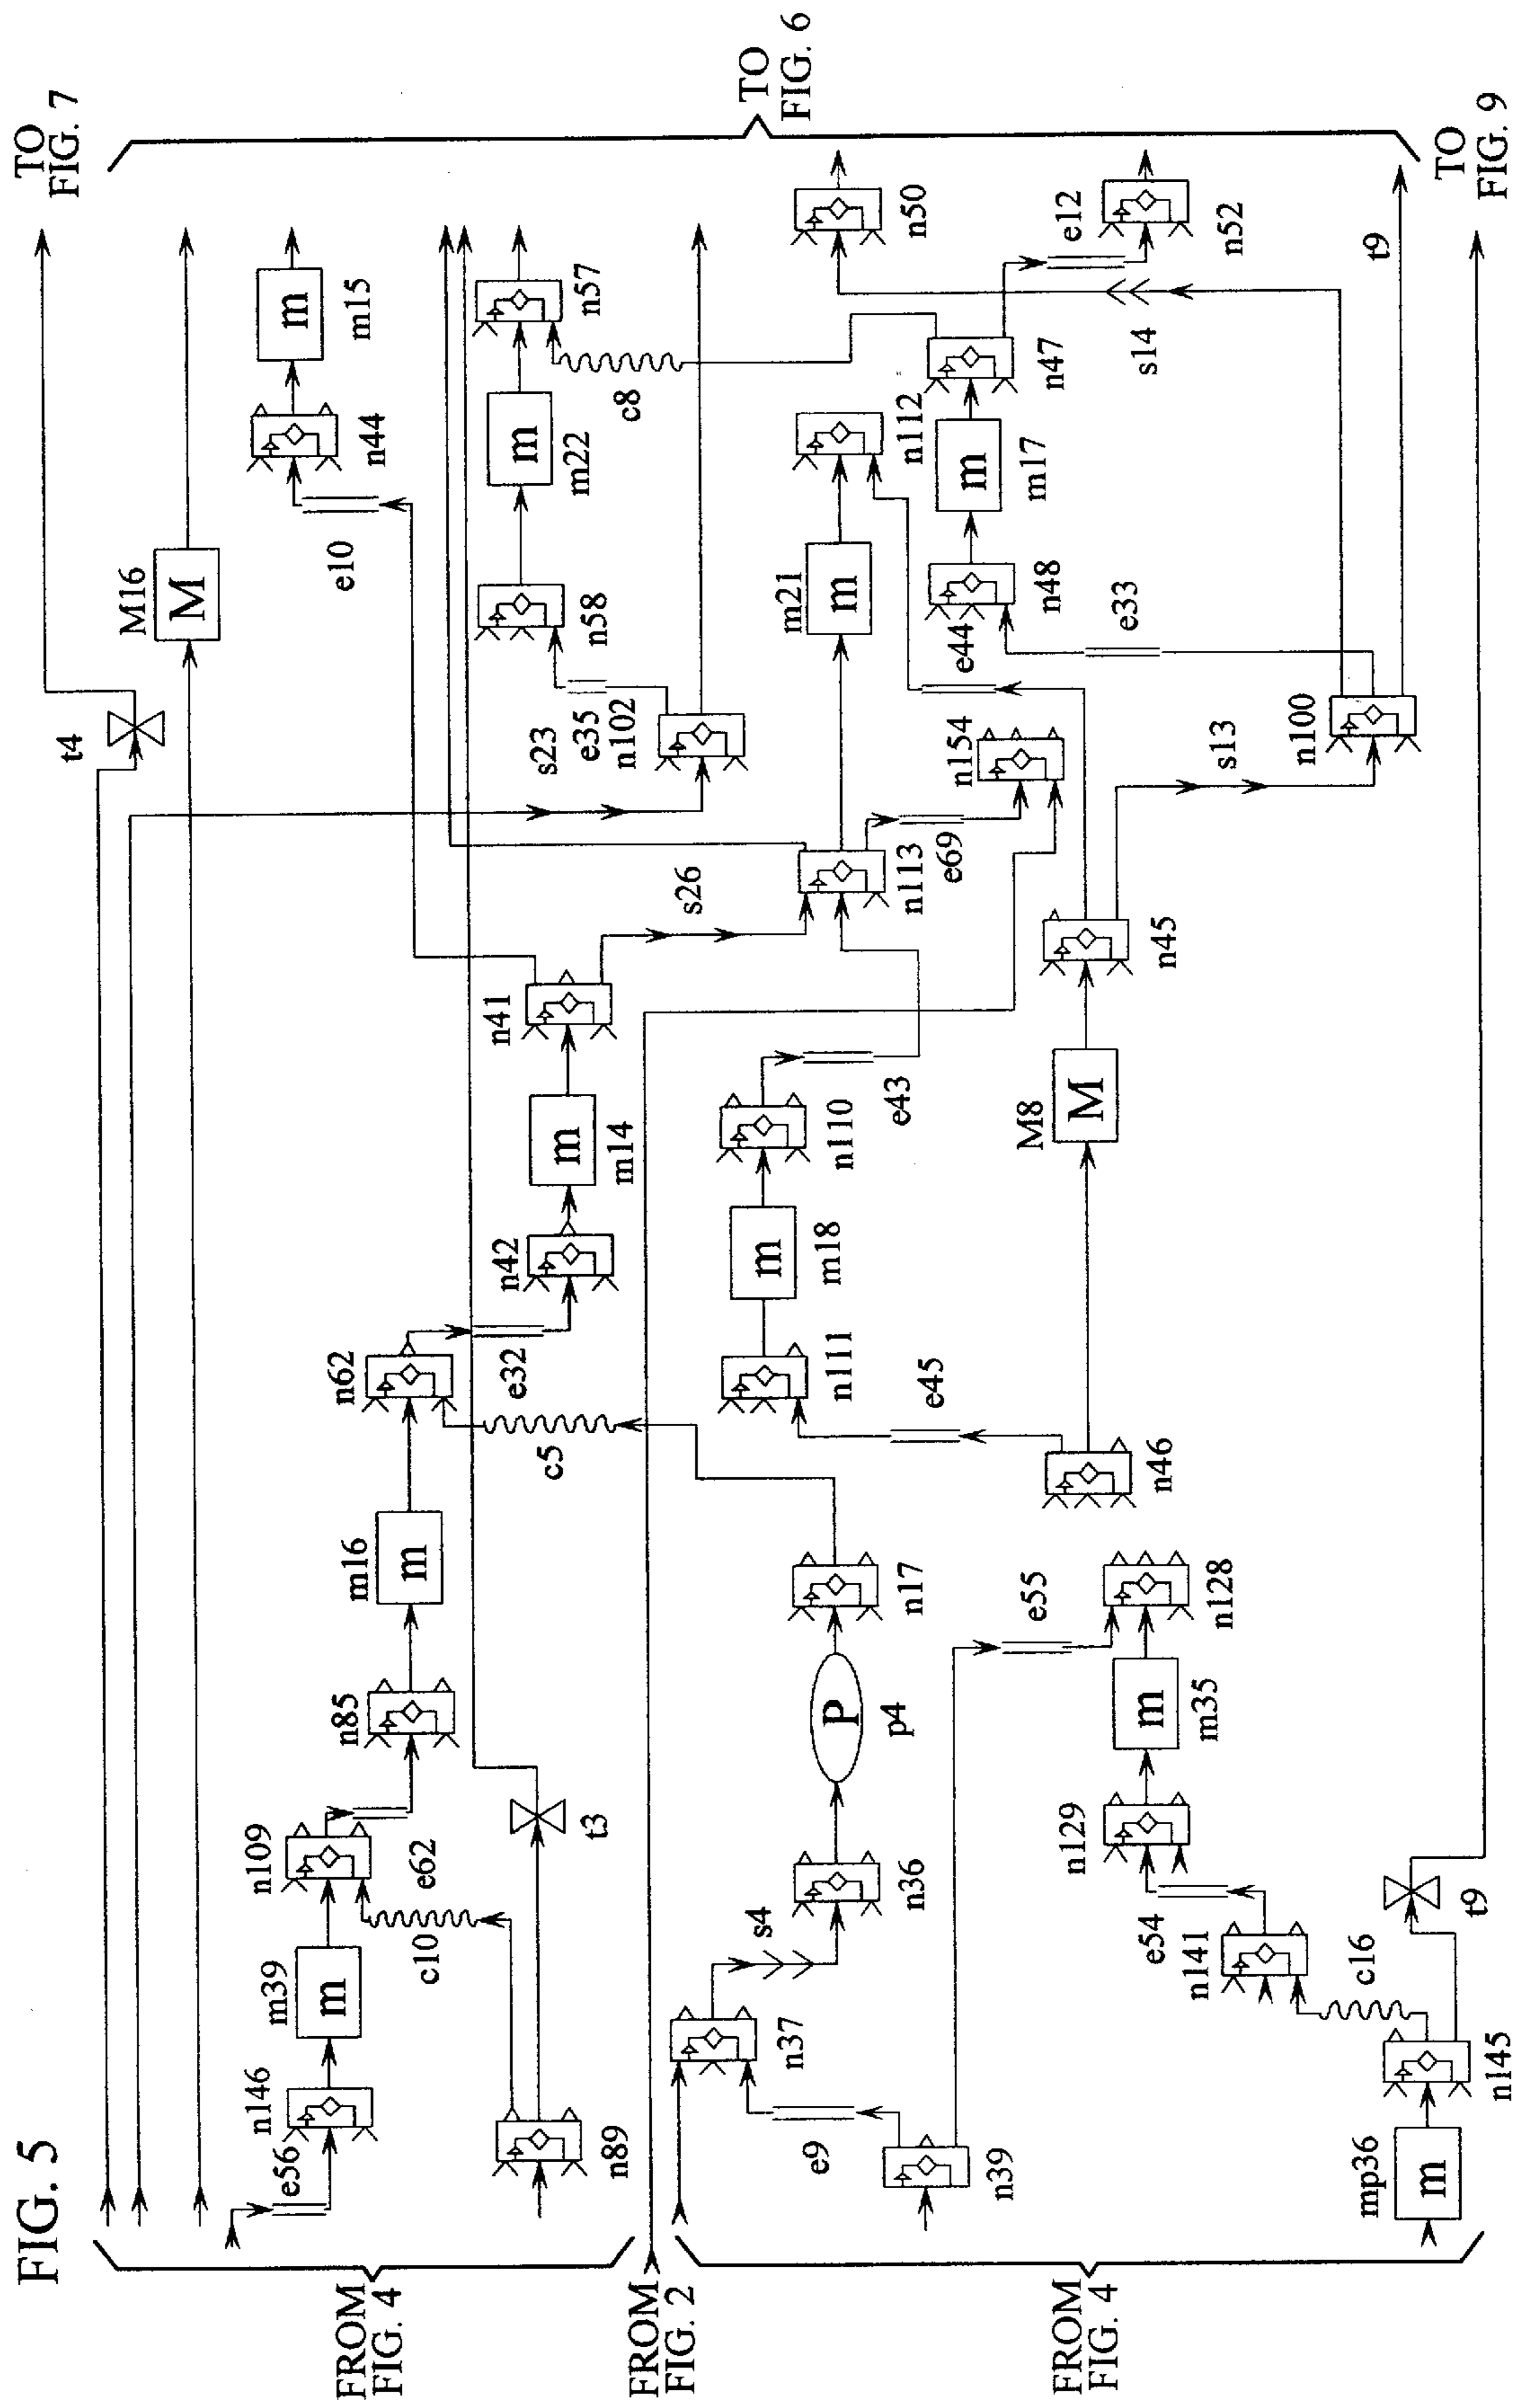 FIG. 5
FROM
FIG. 4
FROM
FIG. 2
FROM
FIG. 4
TO
FIG. 7
TO
FIG. 6
TO
FIG. 9
t4
M16
M
e56
n146
m39
m
n109
e62
c10
n85
m16
m
n62
e32
c5
n42
m14
m
n41
e10
n44
m
m15
s26
n89
t3
s23
e35
n102
n58
m
m22
n57
c8
n37
e9
n39
s4
n36
P
p4
n17
n111
m
m18
n110
e43
e45
n46
M8
M
n45
n113
e69
n154
m21
m
n112
e44
n48
m
m17
n47
e33
s13
n100
s14
n50
e12
n52
t9
e55
n128
m
m35
n129
e54
n141
c16
n145
mp36
m
t9